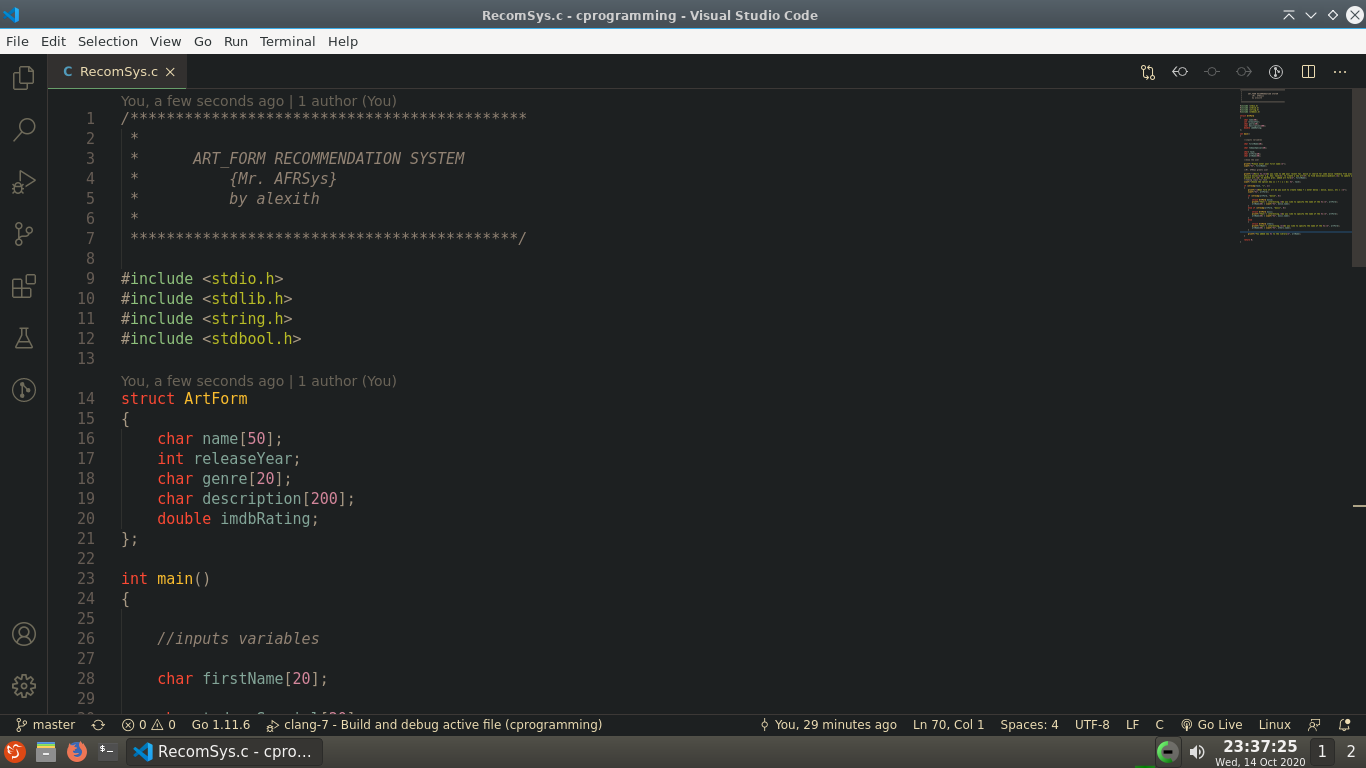 RecomSys.c - cprogramming - Visual Studio Code
File Edit Selection View Go Run Terminal Help
C RecomSys.c
You, a few seconds ago | 1 author (You)
1 /********************************************
2 *
3 * ART_FORM RECOMMENDATION SYSTEM
4 * {Mr. AFRSys}
5 * by alexith
6 *
7 *******************************************/
8
9 #include <stdio.h>
10 #include <stdlib.h>
11 #include <string.h>
12 #include <stdbool.h>
13
You, a few seconds ago | 1 author (You)
14 struct ArtForm
15 {
16 char name[50];
17 int releaseYear;
18 char genre[20];
19 char description[200];
20 double imdbRating;
21 };
22
23 int main()
24 {
25
26 //inputs variables
27
28 char firstName[20];
29
master 0 0 Go 1.11.6 clang-7 - Build and debug active file (cprogramming) You, 29 minutes ago Ln 70, Col 1 Spaces: 4 UTF-8 LF C Go Live Linux
RecomSys.c - cpro... 23:37:25 1 2
Wed, 14 Oct 2020